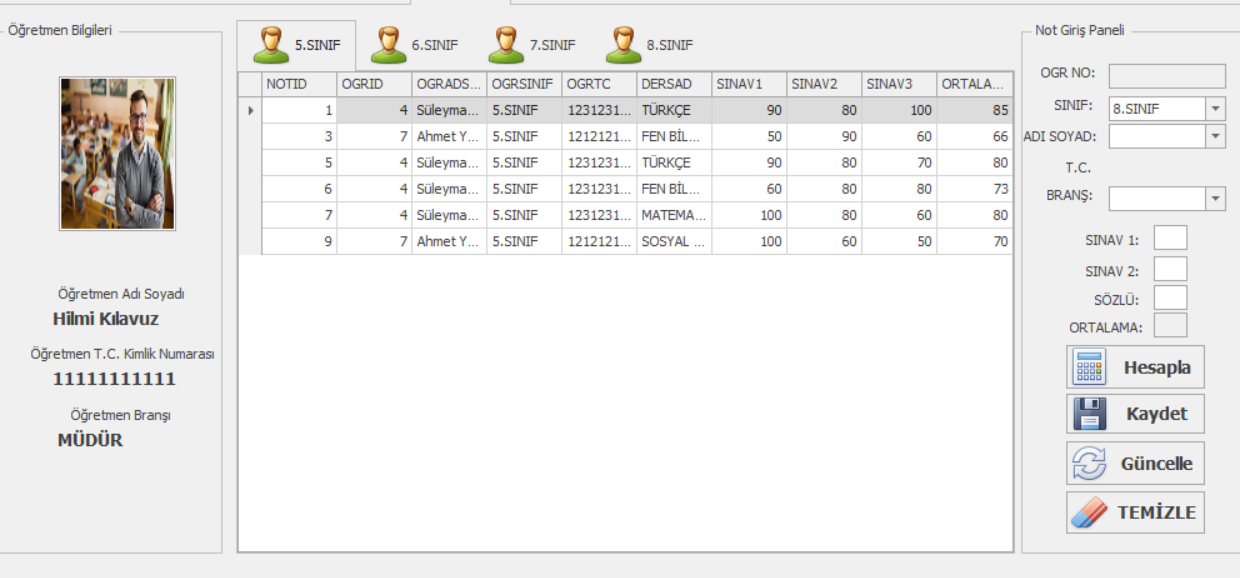 Öğretmen Bilgileri
Öğretmen Adı Soyadı
Hilmi Kılavuz
Öğretmen T.C. Kimlik Numarası
11111111111
Öğretmen Branşı
MÜDÜR
5.SINIF 6.SINIF 7.SINIF 8.SINIF
NOTID OGRID OGRADS... OGRSINIF OGRTC DERSAD SINAV1 SINAV2 SINAV3 ORTALA...
1 4 Süleyma... 5.SINIF 1231231... TÜRKÇE 90 80 100 85
3 7 Ahmet Y... 5.SINIF 1212121... FEN BİL... 50 90 60 66
5 4 Süleyma... 5.SINIF 1231231... TÜRKÇE 90 80 70 80
6 4 Süleyma... 5.SINIF 1231231... FEN BİL... 60 80 80 73
7 4 Süleyma... 5.SINIF 1231231... MATEMA... 100 80 60 80
9 7 Ahmet Y... 5.SINIF 1212121... SOSYAL ... 100 60 50 70
Not Giriş Paneli
OGR NO:
SINIF: 8.SINIF
ADI SOYAD:
T.C.
BRANŞ:
SINAV 1:
SINAV 2:
SÖZLÜ:
ORTALAMA:
Hesapla
Kaydet
Güncelle
TEMİZLE